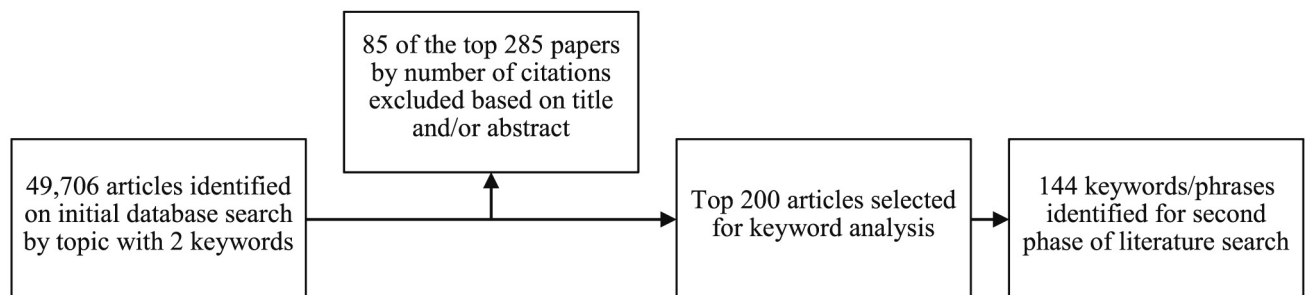 85 of the top 285 papers
by number of citations
excluded based on title
and/or abstract
49,706 articles identified
on initial database search
by topic with 2 keywords
Top 200 articles selected
for keyword analysis
144 keywords/phrases
identified for second
phase of literature search